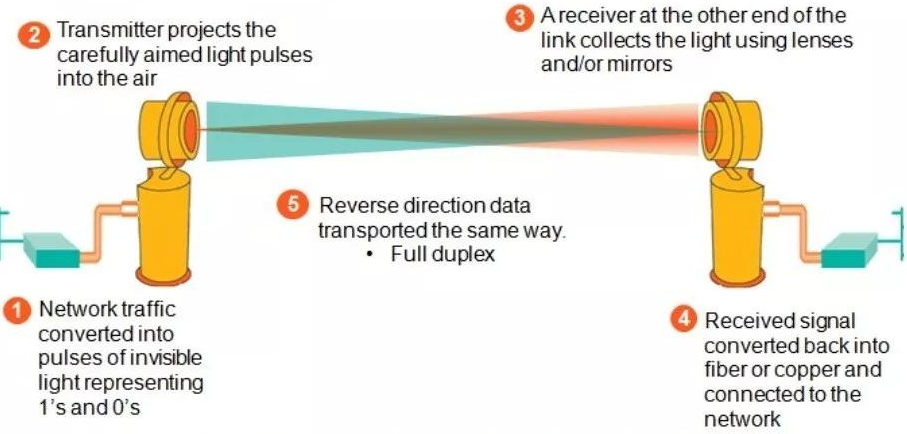 1 Network traffic
converted into
pulses of invisible
light representing
1's and 0's
2 Transmitter projects the
carefully aimed light pulses
into the air
3 A receiver at the other end of the
link collects the light using lenses
and/or mirrors
4 Received signal
converted back into
fiber or copper and
connected to the
network
5 Reverse direction data
transported the same way.
• Full duplex